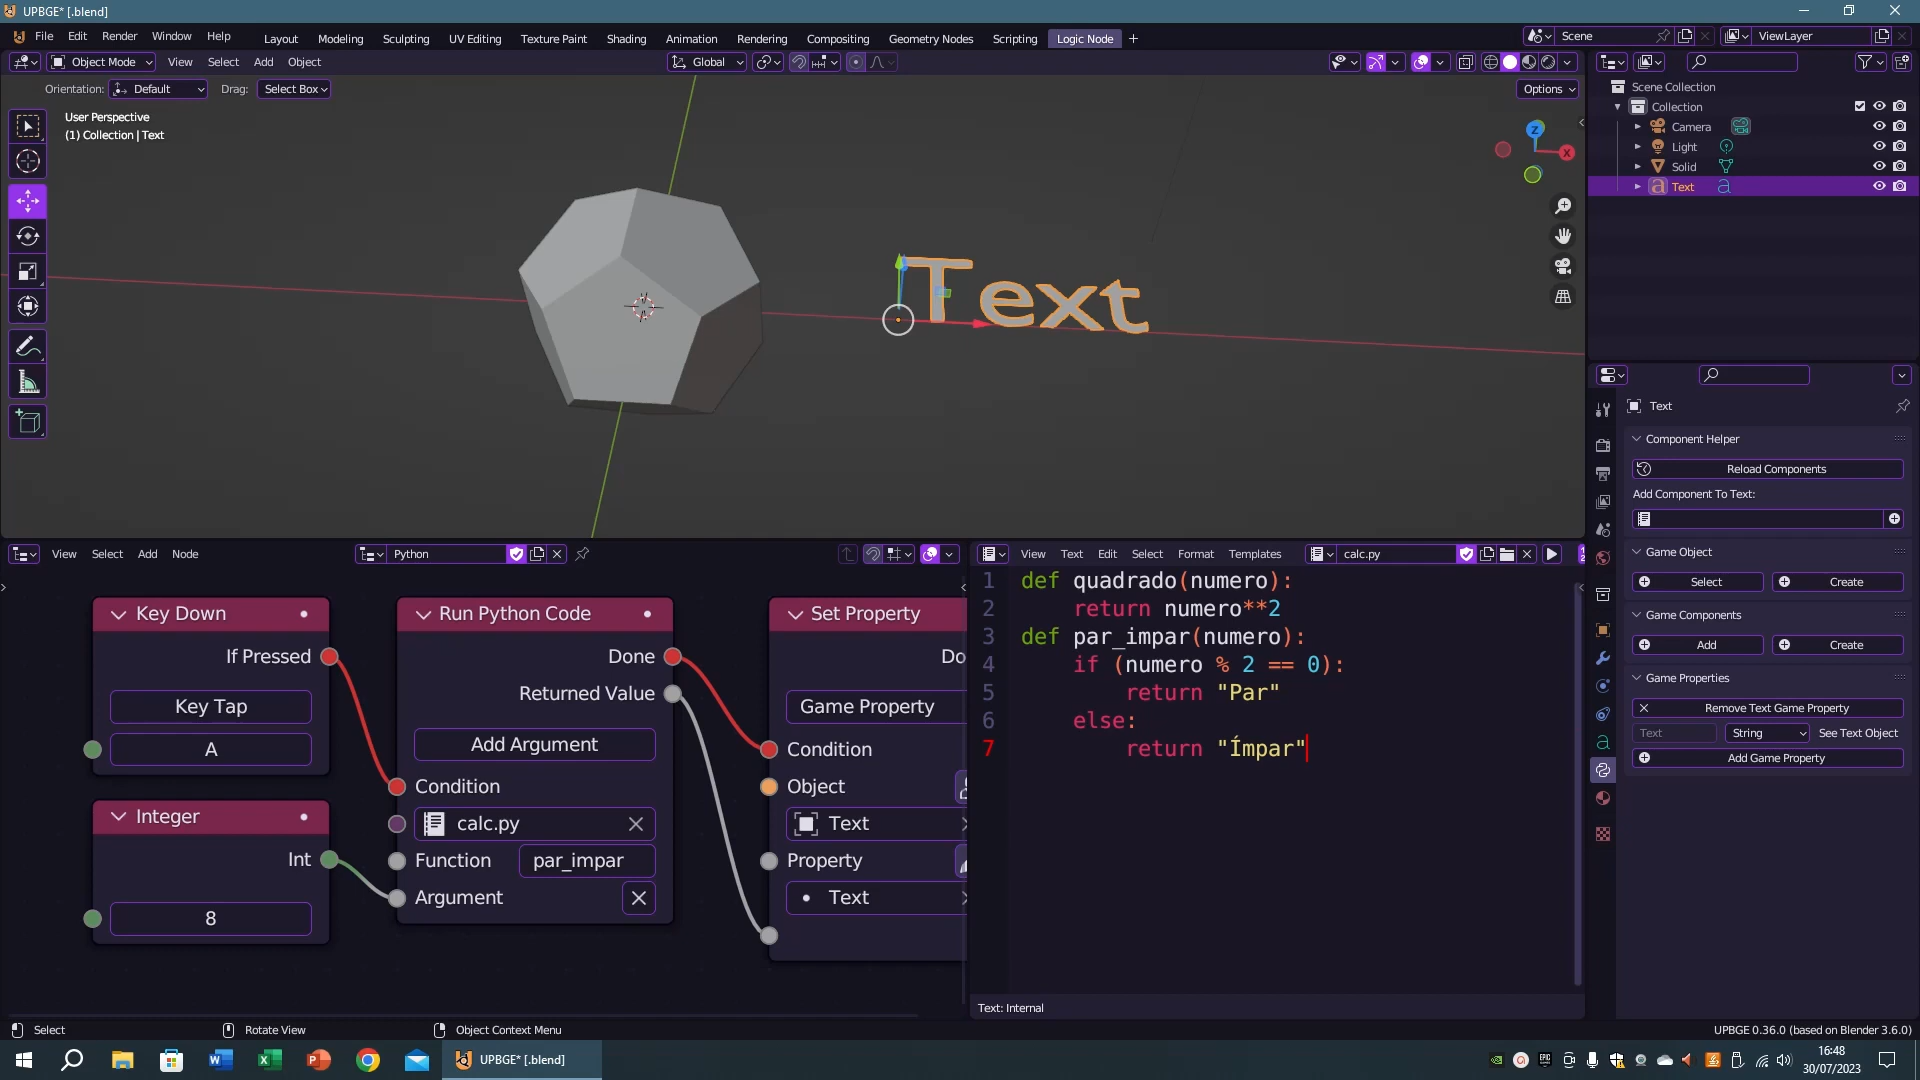 UPBGE* [.blend]
File Edit Render Window Help
Layout Modeling Sculpting UV Editing Texture Paint Shading Animation Rendering Compositing Geometry Nodes Scripting Logic Node +
Scene ViewLayer
Object Mode View Select Add Object
Global
Orientation: Default Drag: Select Box
Options
User Perspective
(1) Collection | Text
Z
X
Text
Scene Collection
Collection
Camera
Light
Solid
Text
Text
Component Helper
Reload Components
Add Component To Text:
Game Object
Select Create
Game Components
Add Create
Game Properties
Remove Text Game Property
Text String See Text Object
Add Game Property
View Select Add Node
Python
Key Down
If Pressed
Key Tap
A
Integer
Int
8
Run Python Code
Done
Returned Value
Add Argument
Condition
calc.py
Function par_impar
Argument
Set Property
Do
Game Property
Condition
Object
Text
Property
Text
View Text Edit Select Format Templates
calc.py
1 def quadrado(numero):
2 return numero**2
3 def par_impar(numero):
4 if (numero % 2 == 0):
5 return "Par"
6 else:
7 return "Ímpar"
Text: Internal
Select Rotate View Object Context Menu
UPBGE 0.36.0 (based on Blender 3.6.0)
UPBGE* [.blend]
16:48
30/07/2023